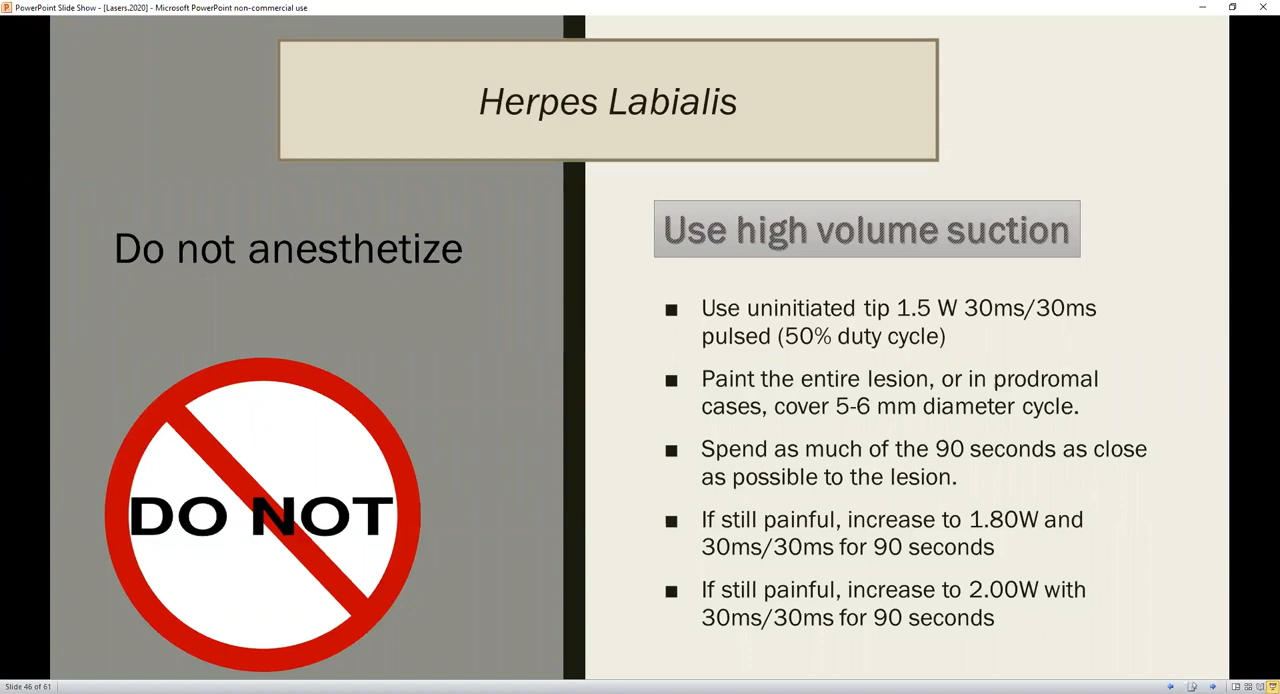 PowerPoint Slide Show - [Lasers.2020] - Microsoft PowerPoint non-commercial use
Herpes Labialis
Do not anesthetize
DO NOT
Use high volume suction
■ Use uninitiated tip 1.5 W 30ms/30ms
pulsed (50% duty cycle)
■ Paint the entire lesion, or in prodromal
cases, cover 5-6 mm diameter cycle.
■ Spend as much of the 90 seconds as close
as possible to the lesion.
■ If still painful, increase to 1.80W and
30ms/30ms for 90 seconds
■ If still painful, increase to 2.00W with
30ms/30ms for 90 seconds
Slide 46 of 61